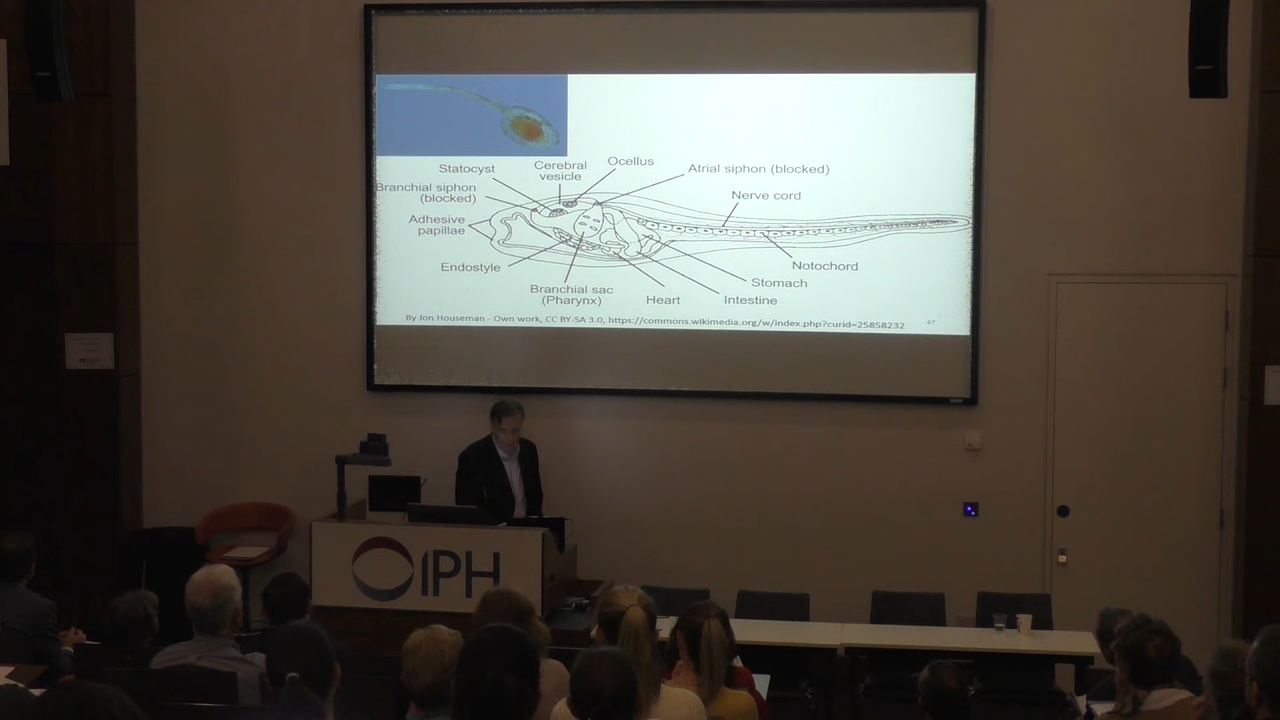 Statocyst
Cerebral
vesicle
Ocellus
Atrial siphon (blocked)
Branchial siphon
(blocked)
Nerve cord
Adhesive
papillae
Endostyle
Notochord
Branchial sac
(Pharynx)
Heart
Stomach
Intestine
By Jon Houseman - Own work, CC BY-SA 3.0, https://commons.wikimedia.org/w/index.php?curid=25858232
67
IPH